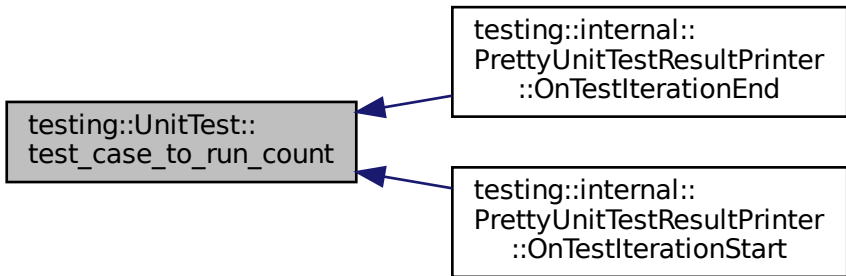 testing::UnitTest::
test_case_to_run_count
testing::internal::
PrettyUnitTestResultPrinter
::OnTestIterationEnd
testing::internal::
PrettyUnitTestResultPrinter
::OnTestIterationStart